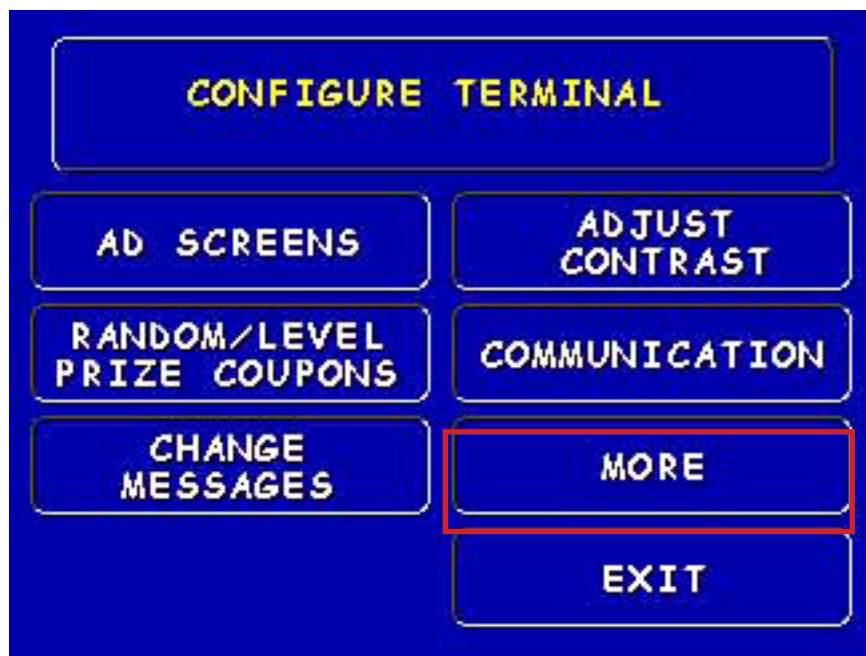 CONFIGURE TERMINAL
AD SCREENS
ADJUST
CONTRAST
RANDOM/LEVEL
PRIZE COUPONS
COMMUNICATION
CHANGE
MESSAGES
MORE
EXIT